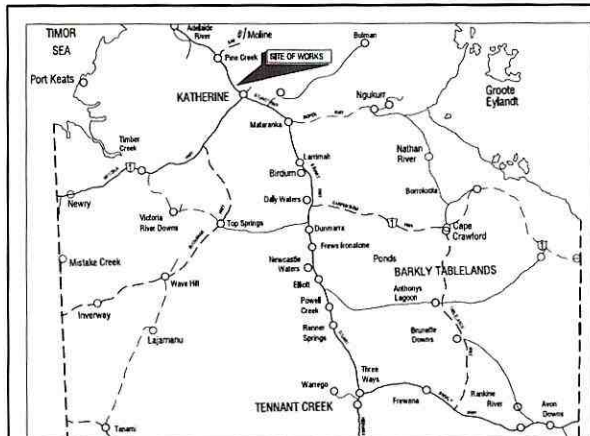 TIMOR
SEA
Adelaide
River
Moline
Bulman
Pine Creek
SITE OF WORKS
Port Keats
KATHERINE
Groote
Eylandt
Ngukurr
Mataranka
ROPER
HWY
Timber
Creek
Nathan
River
Larrimah
Birdum
Borroloola
Newry
Daly Waters
Victoria
River Downs
Top Springs
Dunmarra
Cape
Crawford
Frews Ironstone
Mistake Creek
Newcastle
Waters
Ponds
BARKLY TABLELANDS
Wave Hill
Elliott
Anthonys
Lagoon
Inverway
Powell
Creek
Lajamanu
Renner
Springs
Brunette
Downs
Three
Ways
Warrego
Rankine
River
Avon
Downs
TENNANT CREEK
Frewena
Tanami